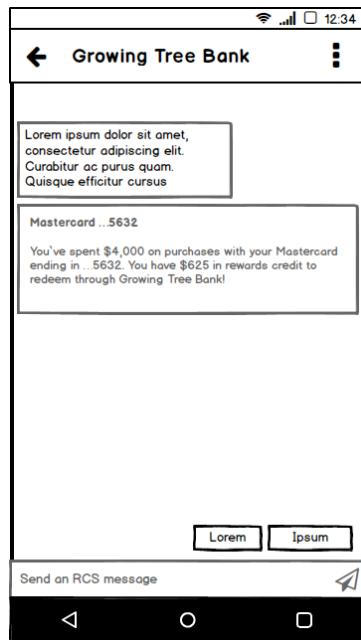 12:34
Growing Tree Bank
Lorem ipsum dolor sit amet,
consectetur adipiscing elit.
Curabitur ac purus quam.
Quisque efficitur cursus
Mastercard ...5632
You've spent $4,000 on purchases with your Mastercard
ending in ...5632. You have $625 in rewards credit to
redeem through Growing Tree Bank!
Lorem
Ipsum
Send an RCS message